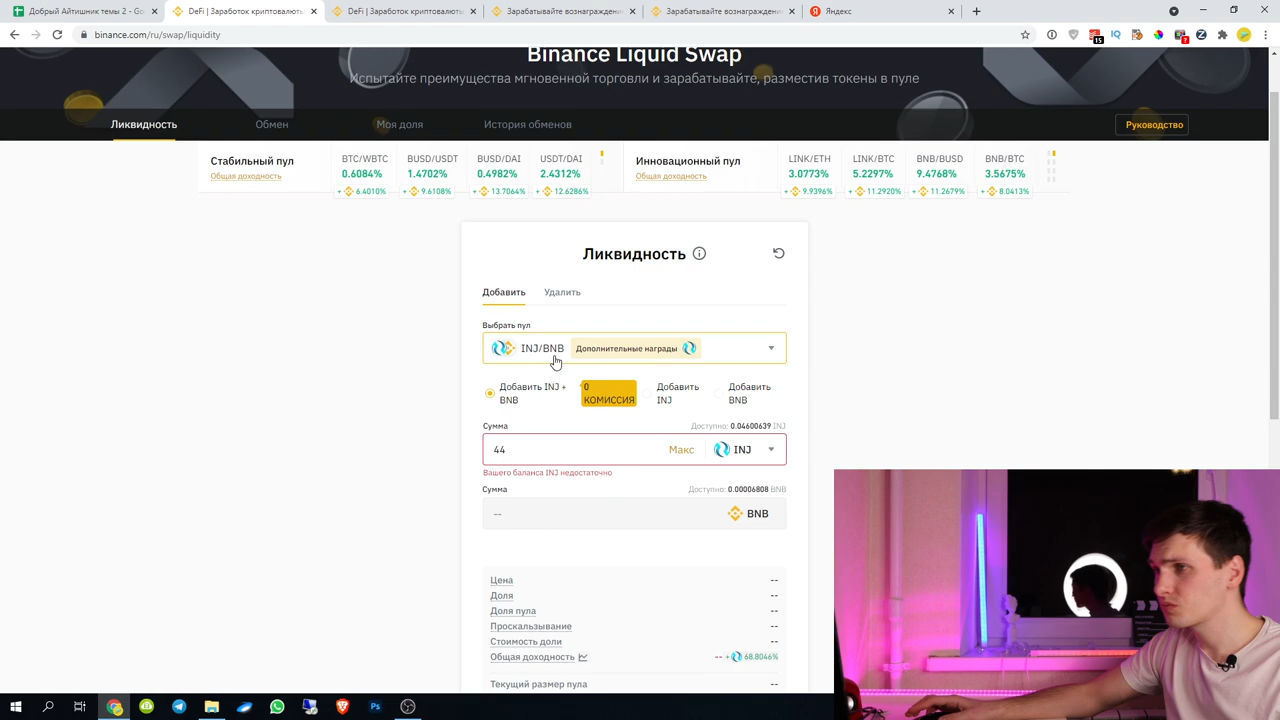 Добрый Айтишник темы 2 - Goo
DeFi | Заработок криптовалюты
DeFi | Заработок криптовалюты
Зарабатывайте вознаграждени
Зарабатывайте вознаграждени
Яндекс
binance.com/ru/swap/liquidity
15
7
Binance Liquid Swap
Испытайте преимущества мгновенной торговли и зарабатывайте, разместив токены в пуле
Ликвидность
Обмен
Моя доля
История обменов
Руководство
Стабильный пул
Общая доходность
BTC/WBTC
0.6084%
+ 6.4010%
BUSD/USDT
1.4702%
+ 9.6108%
BUSD/DAI
0.4982%
+ 13.7064%
USDT/DAI
2.4312%
+ 12.6286%
Инновационный пул
Общая доходность
LINK/ETH
3.0773%
+ 9.9396%
LINK/BTC
5.2297%
+ 11.2920%
BNB/BUSD
9.4768%
+ 11.2679%
BNB/BTC
3.5675%
+ 8.0413%
Ликвидность
Добавить
Удалить
Выбрать пул
INJ/BNB
Дополнительные награды
Добавить INJ +
BNB
0
КОМИССИЯ
Добавить
INJ
Добавить
BNB
Сумма
Доступно: 0.04600639 INJ
44
Макс
INJ
Вашего баланса INJ недостаточно
Сумма
Доступно: 0.00006808 BNB
--
BNB
Цена
--
Доля
--
Доля пула
--
Проскальзывание
--
Стоимость доли
--
Общая доходность
-- + 68.8046%
Текущий размер пула
--